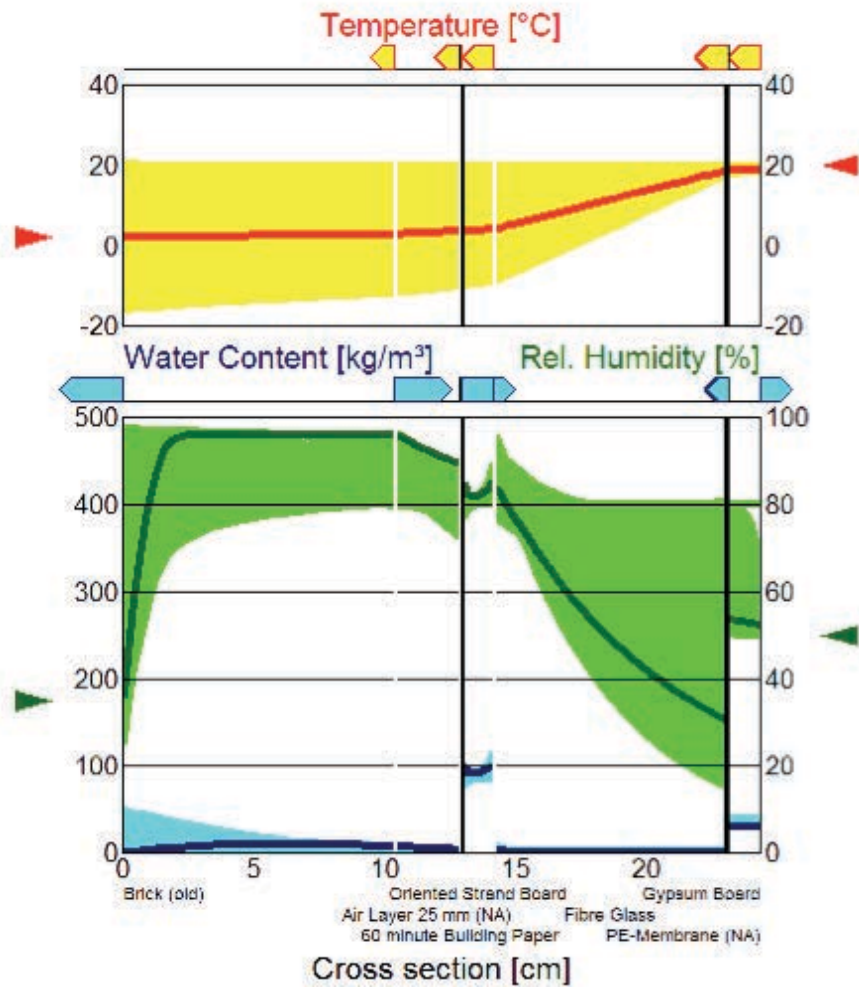 Temperature [°C]
40 40
20 20
0 0
-20 -20
Water Content [kg/m³] Rel. Humidity [%]
500 100
400 80
300 60
200 40
100 20
0 0
0 5 10 15 20
Brick (old) Oriented Strand Board Gypsum Board
Air Layer 25 mm (NA) Fibre Glass
60 minute Building Paper PE-Membrane (NA)
Cross section [cm]